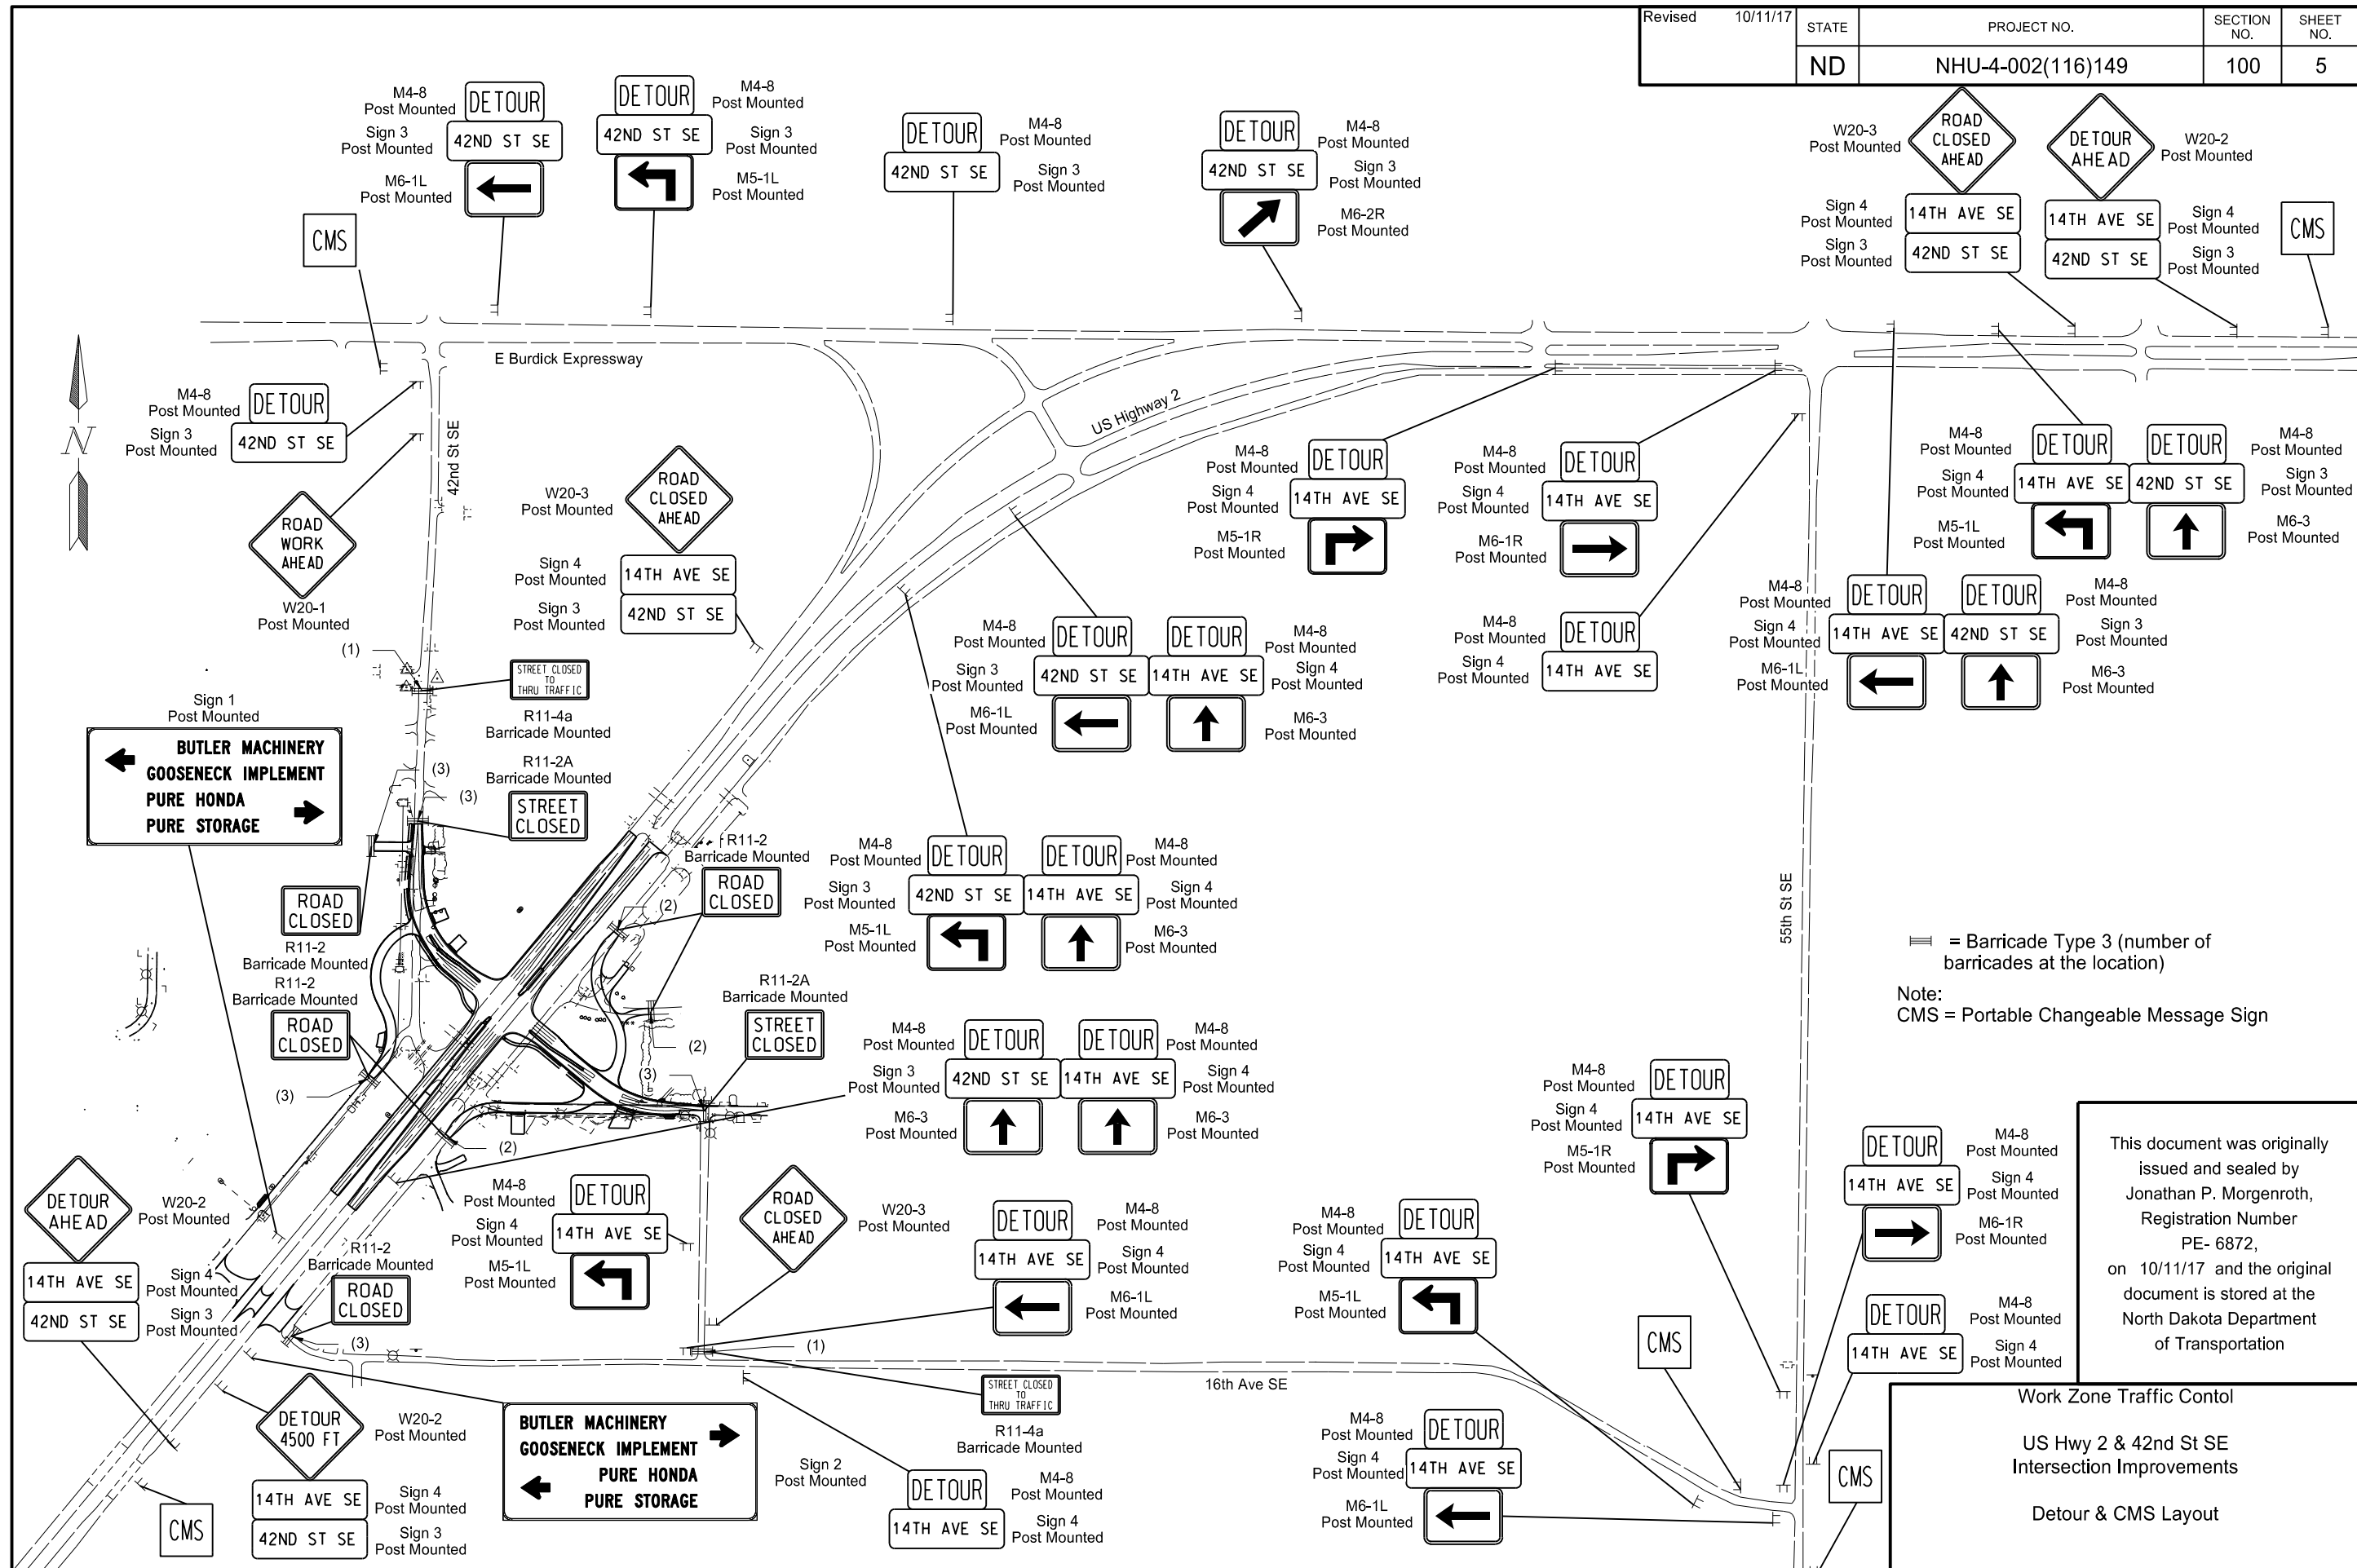 Revised 10/11/17
STATE
PROJECT NO.
SECTION
NO.
SHEET
NO.
ND
NHU-4-002(116)149
100
5
M4-8
Post Mounted
DETOUR
Sign 3
Post Mounted
42ND ST SE
M6-1L
Post Mounted
DETOUR
M4-8
Post Mounted
42ND ST SE
Sign 3
Post Mounted
M5-1L
Post Mounted
DETOUR
M4-8
Post Mounted
42ND ST SE
Sign 3
Post Mounted
DETOUR
M4-8
Post Mounted
42ND ST SE
Sign 3
Post Mounted
M6-2R
Post Mounted
W20-3
Post Mounted
ROAD
CLOSED
AHEAD
Sign 4
Post Mounted
14TH AVE SE
Sign 3
Post Mounted
42ND ST SE
DETOUR
AHEAD
W20-2
Post Mounted
14TH AVE SE
Sign 4
Post Mounted
42ND ST SE
Sign 3
Post Mounted
CMS
CMS
E Burdick Expressway
N
M4-8
Post Mounted
DETOUR
Sign 3
Post Mounted
42ND ST SE
42nd St SE
US Highway 2
ROAD
WORK
AHEAD
W20-1
Post Mounted
W20-3
Post Mounted
ROAD
CLOSED
AHEAD
Sign 4
Post Mounted
14TH AVE SE
Sign 3
Post Mounted
42ND ST SE
M4-8
Post Mounted
DETOUR
Sign 4
Post Mounted
14TH AVE SE
M5-1R
Post Mounted
M4-8
Post Mounted
DETOUR
Sign 4
Post Mounted
14TH AVE SE
M6-1R
Post Mounted
M4-8
Post Mounted
DETOUR
Sign 4
Post Mounted
14TH AVE SE
M5-1L
Post Mounted
DETOUR
M4-8
Post Mounted
42ND ST SE
Sign 3
Post Mounted
M6-3
Post Mounted
M4-8
Post Mounted
DETOUR
Sign 4
Post Mounted
14TH AVE SE
M6-1L
Post Mounted
DETOUR
M4-8
Post Mounted
42ND ST SE
Sign 3
Post Mounted
M6-3
Post Mounted
M4-8
Post Mounted
DETOUR
Sign 4
Post Mounted
14TH AVE SE
M4-8
Post Mounted
DETOUR
Sign 3
Post Mounted
42ND ST SE
M6-1L
Post Mounted
DETOUR
M4-8
Post Mounted
14TH AVE SE
Sign 4
Post Mounted
M6-3
Post Mounted
(1)
STREET CLOSED
TO
THRU TRAFFIC
R11-4a
Barricade Mounted
Sign 1
Post Mounted
BUTLER MACHINERY
GOOSENECK IMPLEMENT
PURE HONDA
PURE STORAGE
(3)
(3)
R11-2A
Barricade Mounted
STREET
CLOSED
R11-2
Barricade Mounted
ROAD
CLOSED
(2)
ROAD
CLOSED
R11-2
Barricade Mounted
R11-2
Barricade Mounted
ROAD
CLOSED
(3)
M4-8
Post Mounted
DETOUR
Sign 3
Post Mounted
42ND ST SE
M5-1L
Post Mounted
DETOUR
M4-8
Post Mounted
14TH AVE SE
Sign 4
Post Mounted
M6-3
Post Mounted
55th St SE
= Barricade Type 3 (number of
barricades at the location)
Note:
CMS = Portable Changeable Message Sign
R11-2A
Barricade Mounted
STREET
CLOSED
(2)
(3)
(2)
M4-8
Post Mounted
DETOUR
Sign 3
Post Mounted
42ND ST SE
M6-3
Post Mounted
DETOUR
M4-8
Post Mounted
14TH AVE SE
Sign 4
Post Mounted
M6-3
Post Mounted
M4-8
Post Mounted
DETOUR
Sign 4
Post Mounted
14TH AVE SE
M5-1R
Post Mounted
DETOUR
M4-8
Post Mounted
14TH AVE SE
Sign 4
Post Mounted
M6-1R
Post Mounted
This document was originally
issued and sealed by
Jonathan P. Morgenroth,
Registration Number
PE- 6872,
on 10/11/17 and the original
document is stored at the
North Dakota Department
of Transportation
DETOUR
AHEAD
W20-2
Post Mounted
14TH AVE SE
Sign 4
Post Mounted
42ND ST SE
Sign 3
Post Mounted
R11-2
Barricade Mounted
ROAD
CLOSED
(3)
M4-8
Post Mounted
DETOUR
Sign 4
Post Mounted
14TH AVE SE
M5-1L
Post Mounted
ROAD
CLOSED
AHEAD
W20-3
Post Mounted
DETOUR
M4-8
Post Mounted
14TH AVE SE
Sign 4
Post Mounted
M6-1L
Post Mounted
(1)
M4-8
Post Mounted
DETOUR
Sign 4
Post Mounted
14TH AVE SE
M5-1L
Post Mounted
CMS
DETOUR
M4-8
Post Mounted
14TH AVE SE
Sign 4
Post Mounted
16th Ave SE
STREET CLOSED
TO
THRU TRAFFIC
R11-4a
Barricade Mounted
DETOUR
4500 FT
W20-2
Post Mounted
14TH AVE SE
Sign 4
Post Mounted
42ND ST SE
Sign 3
Post Mounted
CMS
BUTLER MACHINERY
GOOSENECK IMPLEMENT
PURE HONDA
PURE STORAGE
Sign 2
Post Mounted
DETOUR
M4-8
Post Mounted
14TH AVE SE
Sign 4
Post Mounted
M4-8
Post Mounted
DETOUR
Sign 4
Post Mounted
14TH AVE SE
M6-1L
Post Mounted
CMS
Work Zone Traffic Contol
US Hwy 2 & 42nd St SE
Intersection Improvements
Detour & CMS Layout